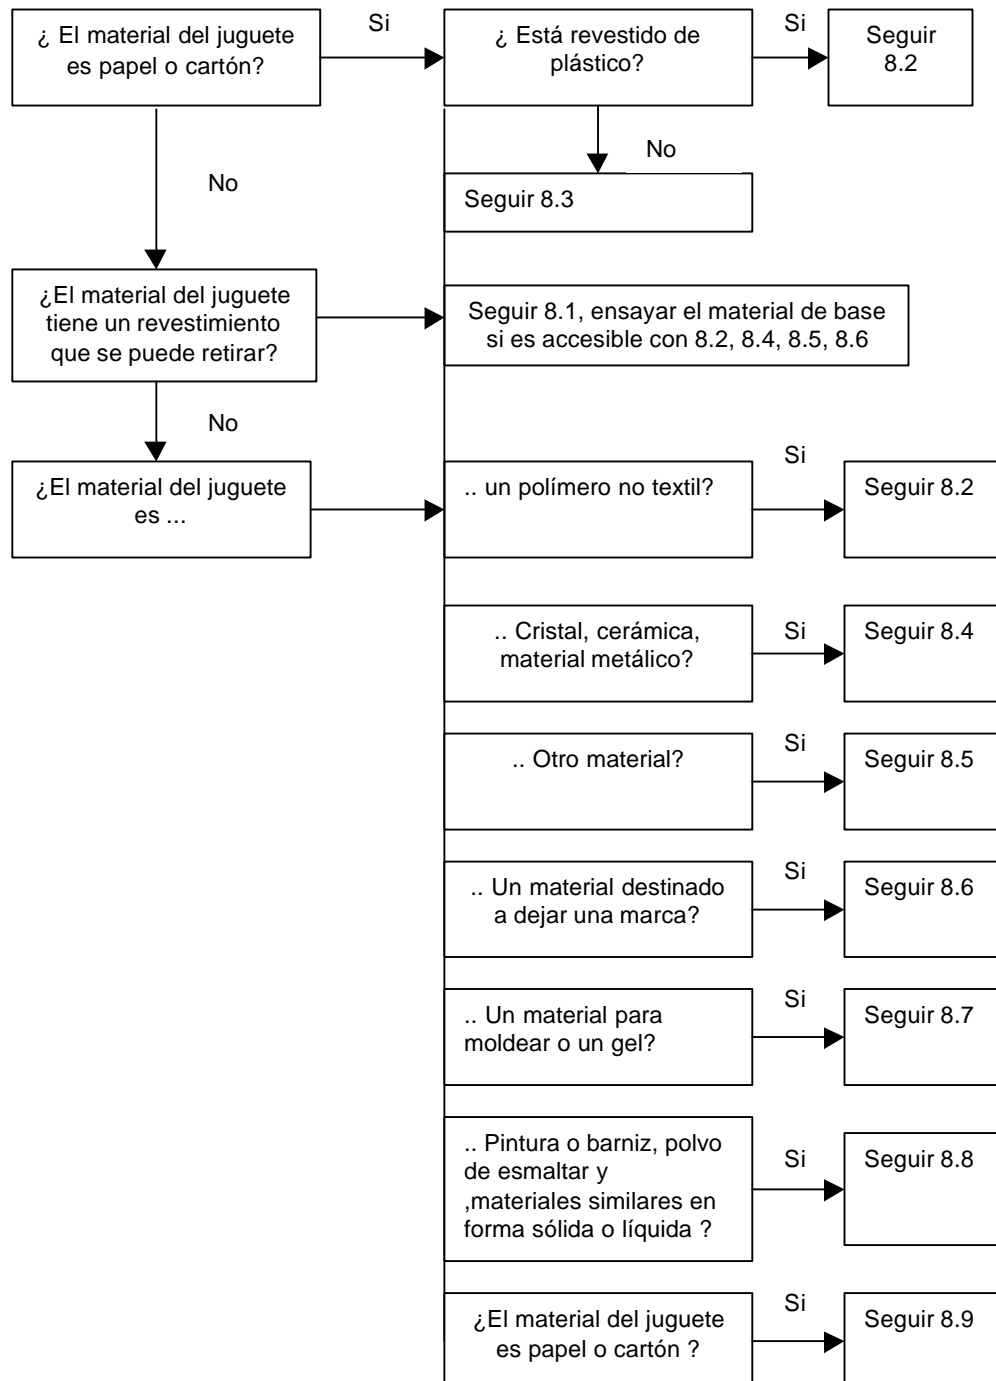 ¿ El material del juguete
es papel o cartón?
Si
¿ Está revestido de
plástico?
Si
Seguir
8.2
No
No
Seguir 8.3
¿El material del juguete
tiene un revestimiento
que se puede retirar?
Seguir 8.1, ensayar el material de base
si es accesible con 8.2, 8.4, 8.5, 8.6
No
¿El material del juguete
es ...
.. un polímero no textil?
Si
Seguir 8.2
.. Cristal, cerámica,
material metálico?
Si
Seguir 8.4
.. Otro material?
Si
Seguir 8.5
.. Un material destinado
a dejar una marca?
Si
Seguir 8.6
.. Un material para
moldear o un gel?
Si
Seguir 8.7
.. Pintura o barniz, polvo
de esmaltar y
,materiales similares en
forma sólida o líquida ?
Si
Seguir 8.8
¿El material del juguete
es papel o cartón ?
Si
Seguir 8.9